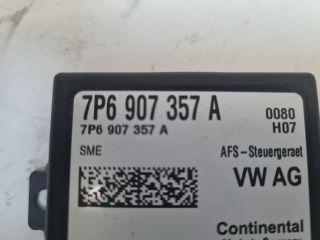 7P6 907 357 A
0080
7P6 907 357 A
H07
SME
AFS-Steuergeraet
VW AG
Continental